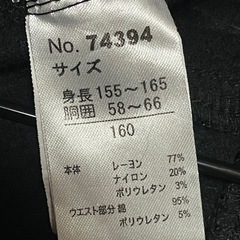 No. 74394
サイズ
身長 155～165
胴囲 58～66
160
本体 レーヨン 77%
ナイロン 20%
ポリウレタン 3%
ウエスト部分 綿 95%
ポリウレタン 5%